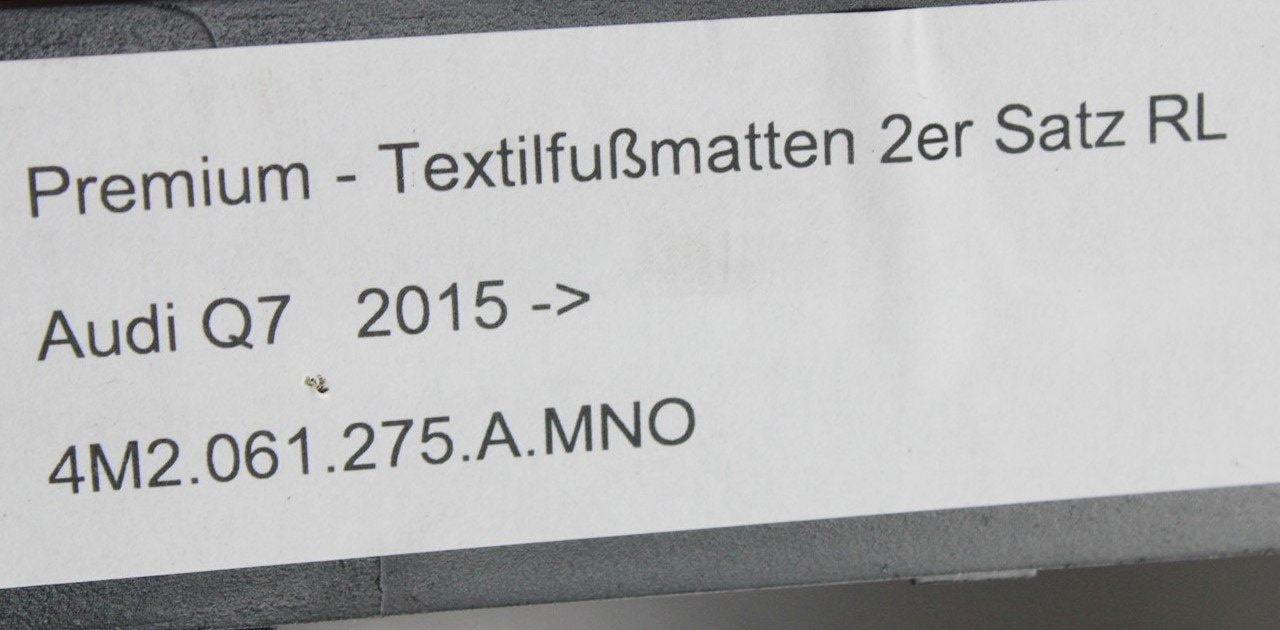 Premium - Textilfußmatten 2er Satz RL
Audi Q7 2015 ->
4M2.061.275.A.MNO